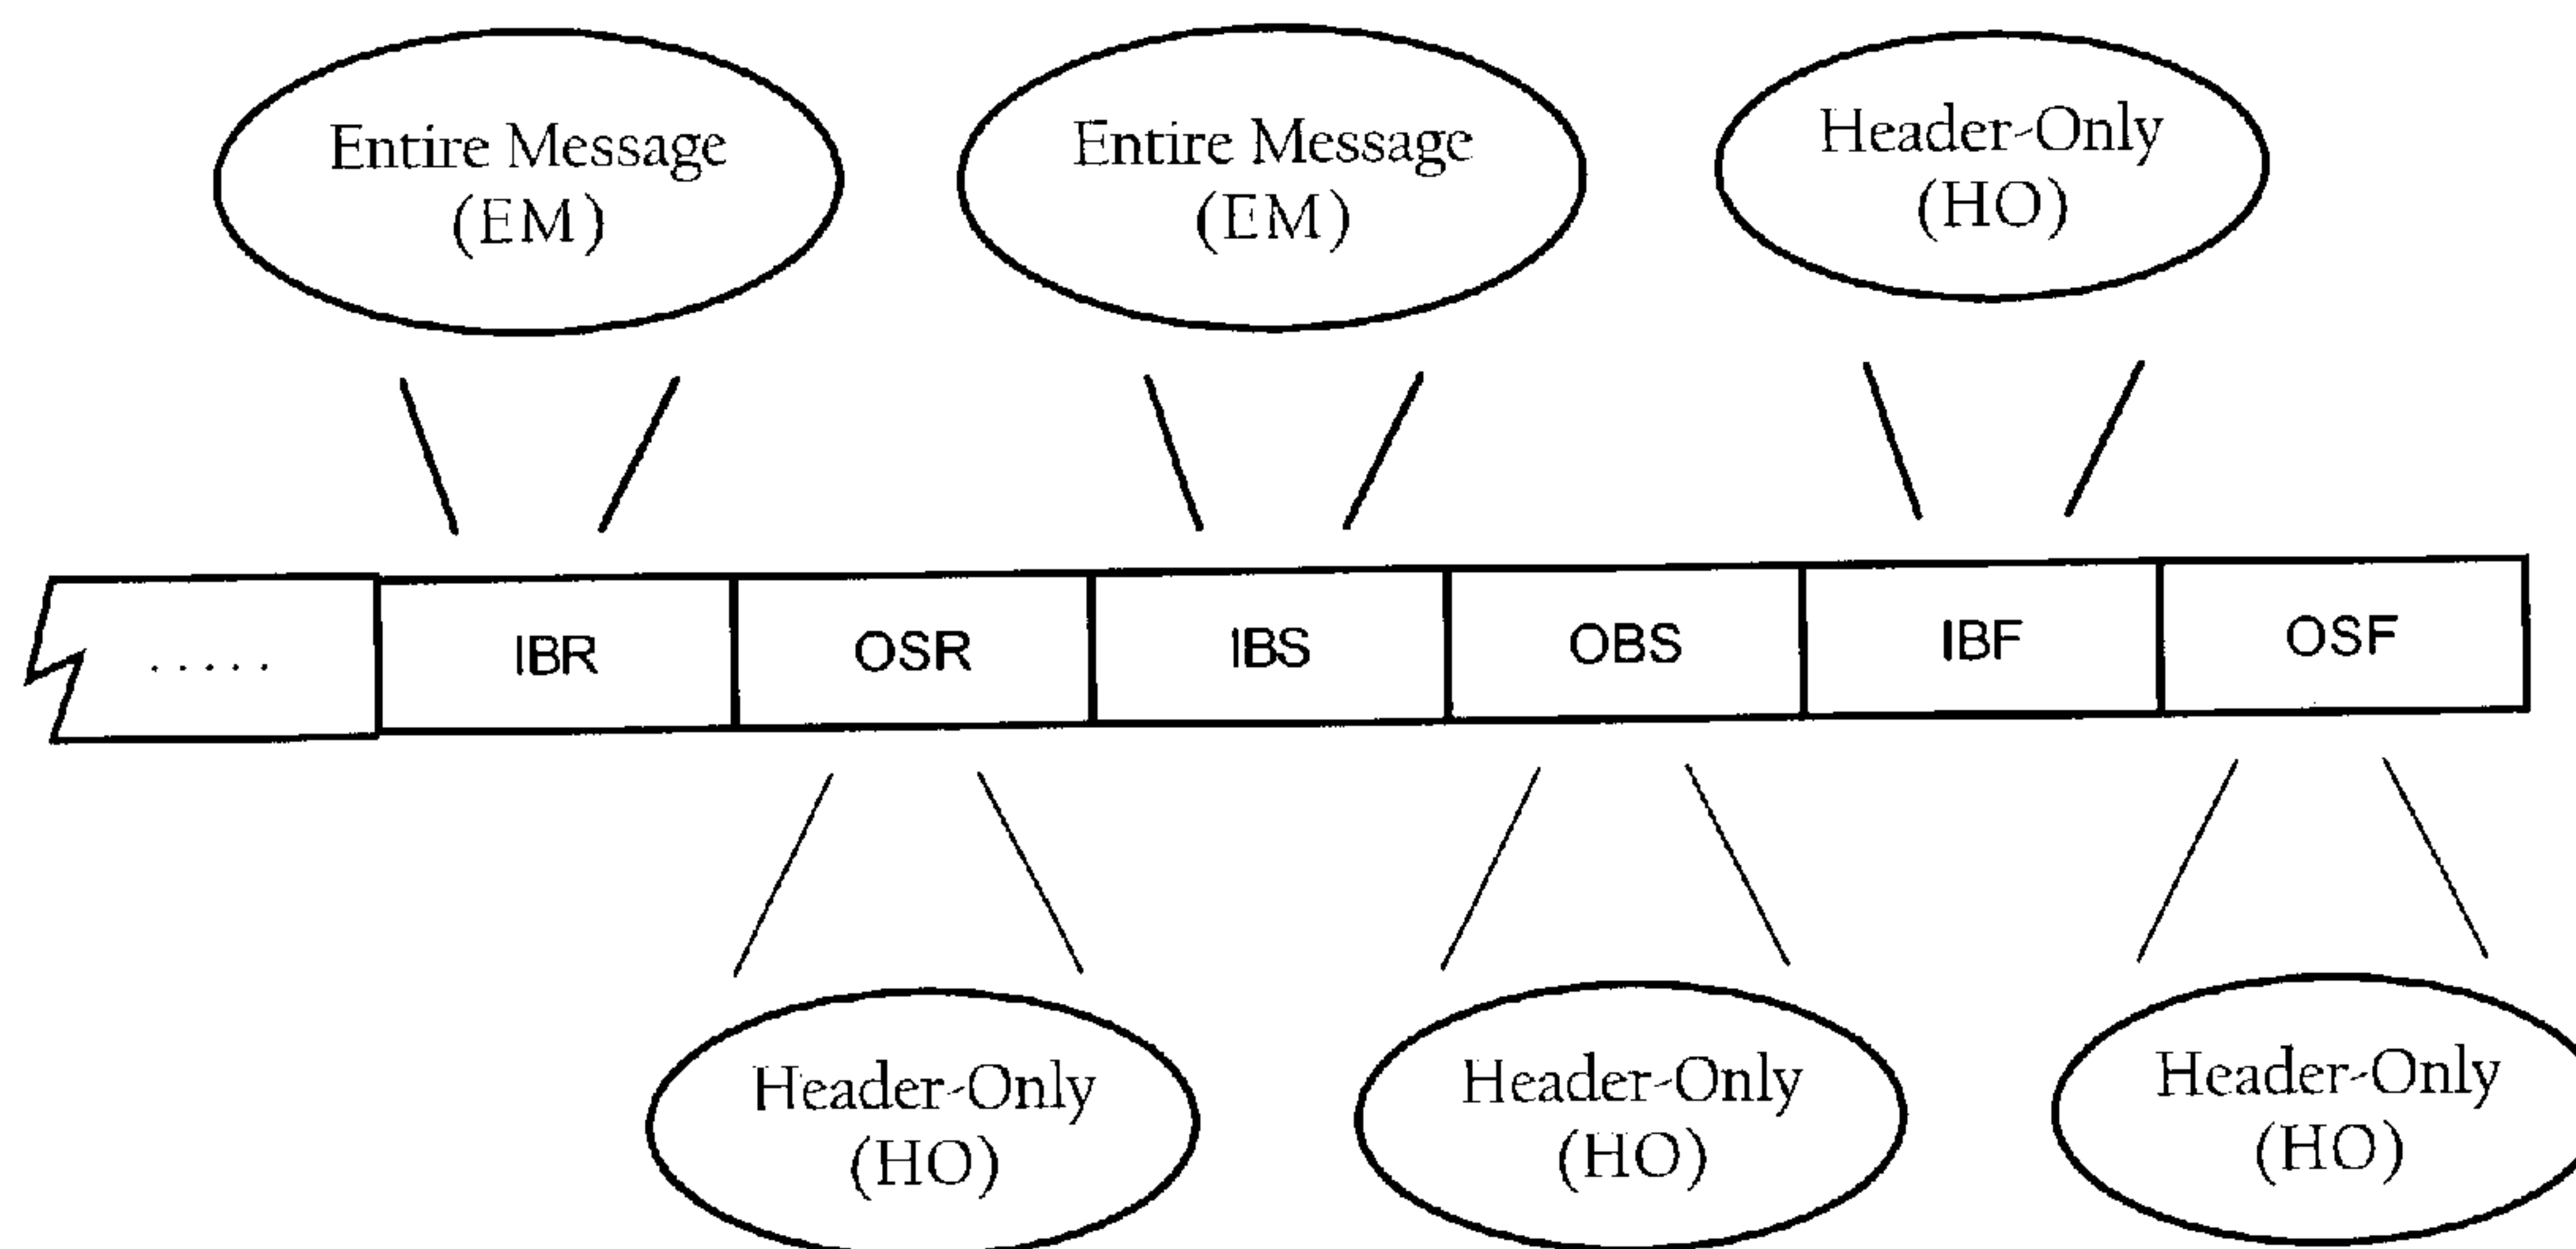 Entire Message
(EM)
Entire Message
(EM)
Header-Only
(HO)
..... IBR OSR IBS OBS IBF OSF
Header-Only
(HO)
Header-Only
(HO)
Header-Only
(HO)